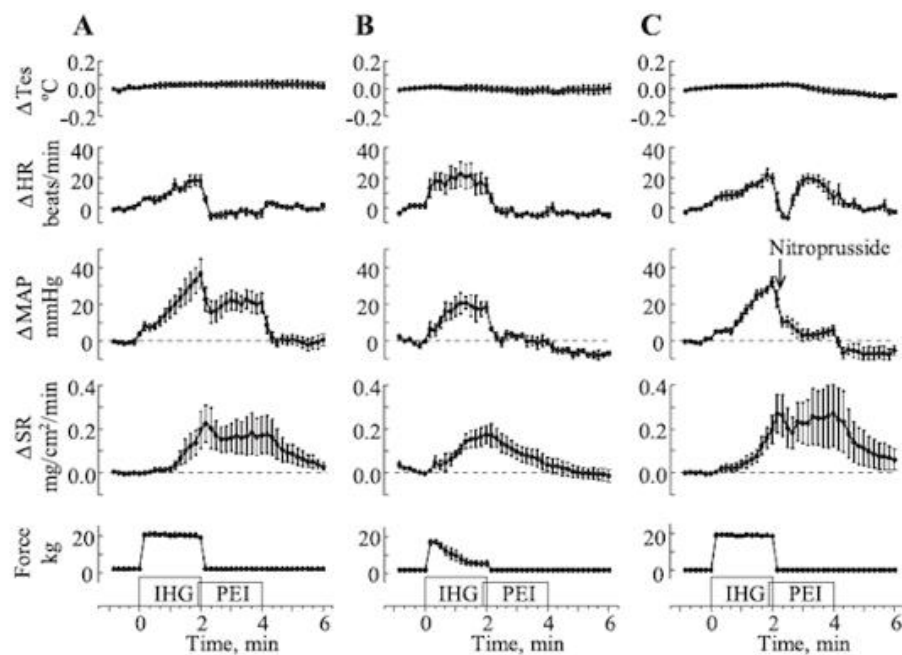 A B C
ΔTes
ºC
0.2
0.0
-0.2
0.2
0.0
-0.2
0.2
0.0
-0.2
ΔHR
beats/min
40
20
0
40
20
0
40
20
0
ΔMAP
mmHg
40
20
0
40
20
0
40
20
0
Nitroprusside
ΔSR
mg/cm²/min
0.4
0.2
0.0
0.4
0.2
0.0
0.4
0.2
0.0
Force
kg
20
0
20
0
20
0
IHG PEI IHG PEI IHG PEI
0 2 4 6 0 2 4 6 0 2 4 6
Time, min Time, min Time, min